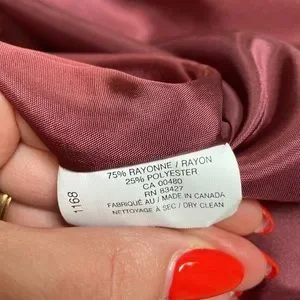 75% RAYONNE / RAYON
25% POLYESTER
CA 00480
RN 83427
FABRIQUÉ AU / MADE IN CANADA
NETTOYAGE À SEC / DRY CLEAN
1168